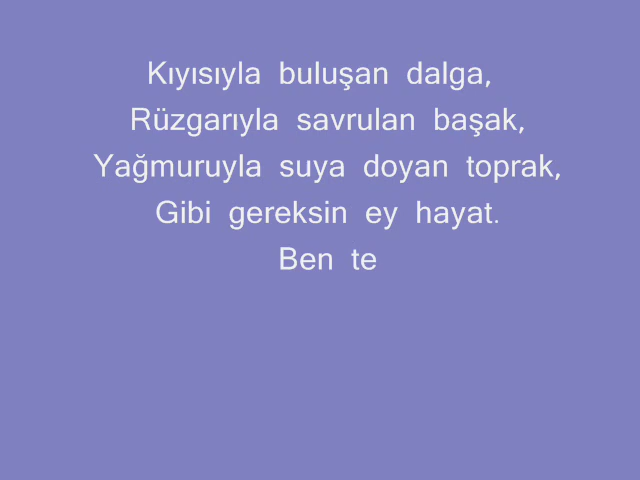 Kıyısıyla buluşan dalga,
Rüzgarıyla savrulan başak,
Yağmuruyla suya doyan toprak,
Gibi gereksin ey hayat.
Ben te